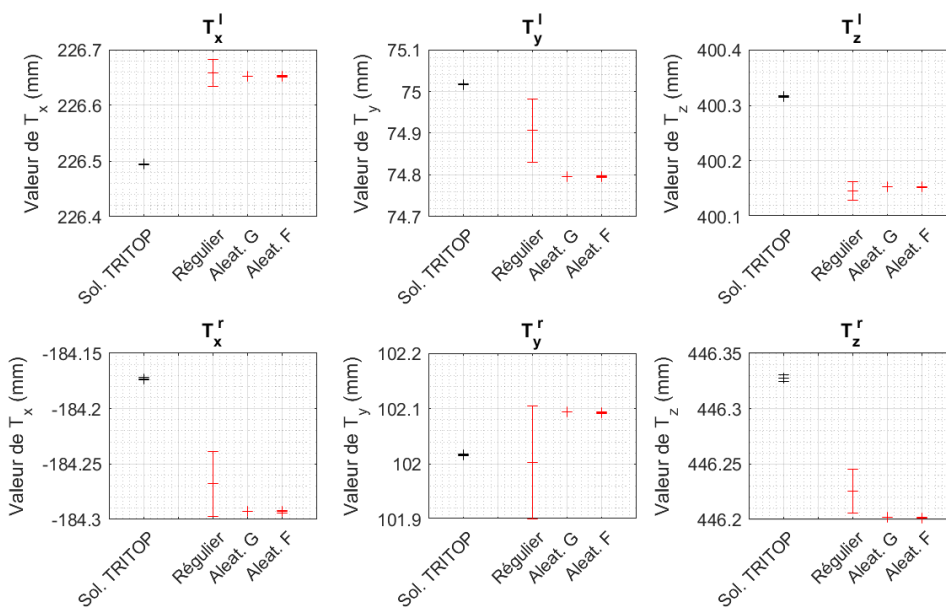 T_x^l
Valeur de T_x (mm)
226.7
226.6
226.5
226.4
Sol. TRITOP
Régulier
Aleat. G
Aleat. F
T_y^l
Valeur de T_y (mm)
75.1
75
74.9
74.8
74.7
Sol. TRITOP
Régulier
Aleat. G
Aleat. F
T_z^l
Valeur de T_z (mm)
400.4
400.3
400.2
400.1
Sol. TRITOP
Régulier
Aleat. G
Aleat. F
T_x^r
Valeur de T_x (mm)
-184.15
-184.2
-184.25
-184.3
Sol. TRITOP
Régulier
Aleat. G
Aleat. F
T_y^r
Valeur de T_y (mm)
102.2
102.1
102
101.9
Sol. TRITOP
Régulier
Aleat. G
Aleat. F
T_z^r
Valeur de T_z (mm)
446.35
446.3
446.25
446.2
Sol. TRITOP
Régulier
Aleat. G
Aleat. F